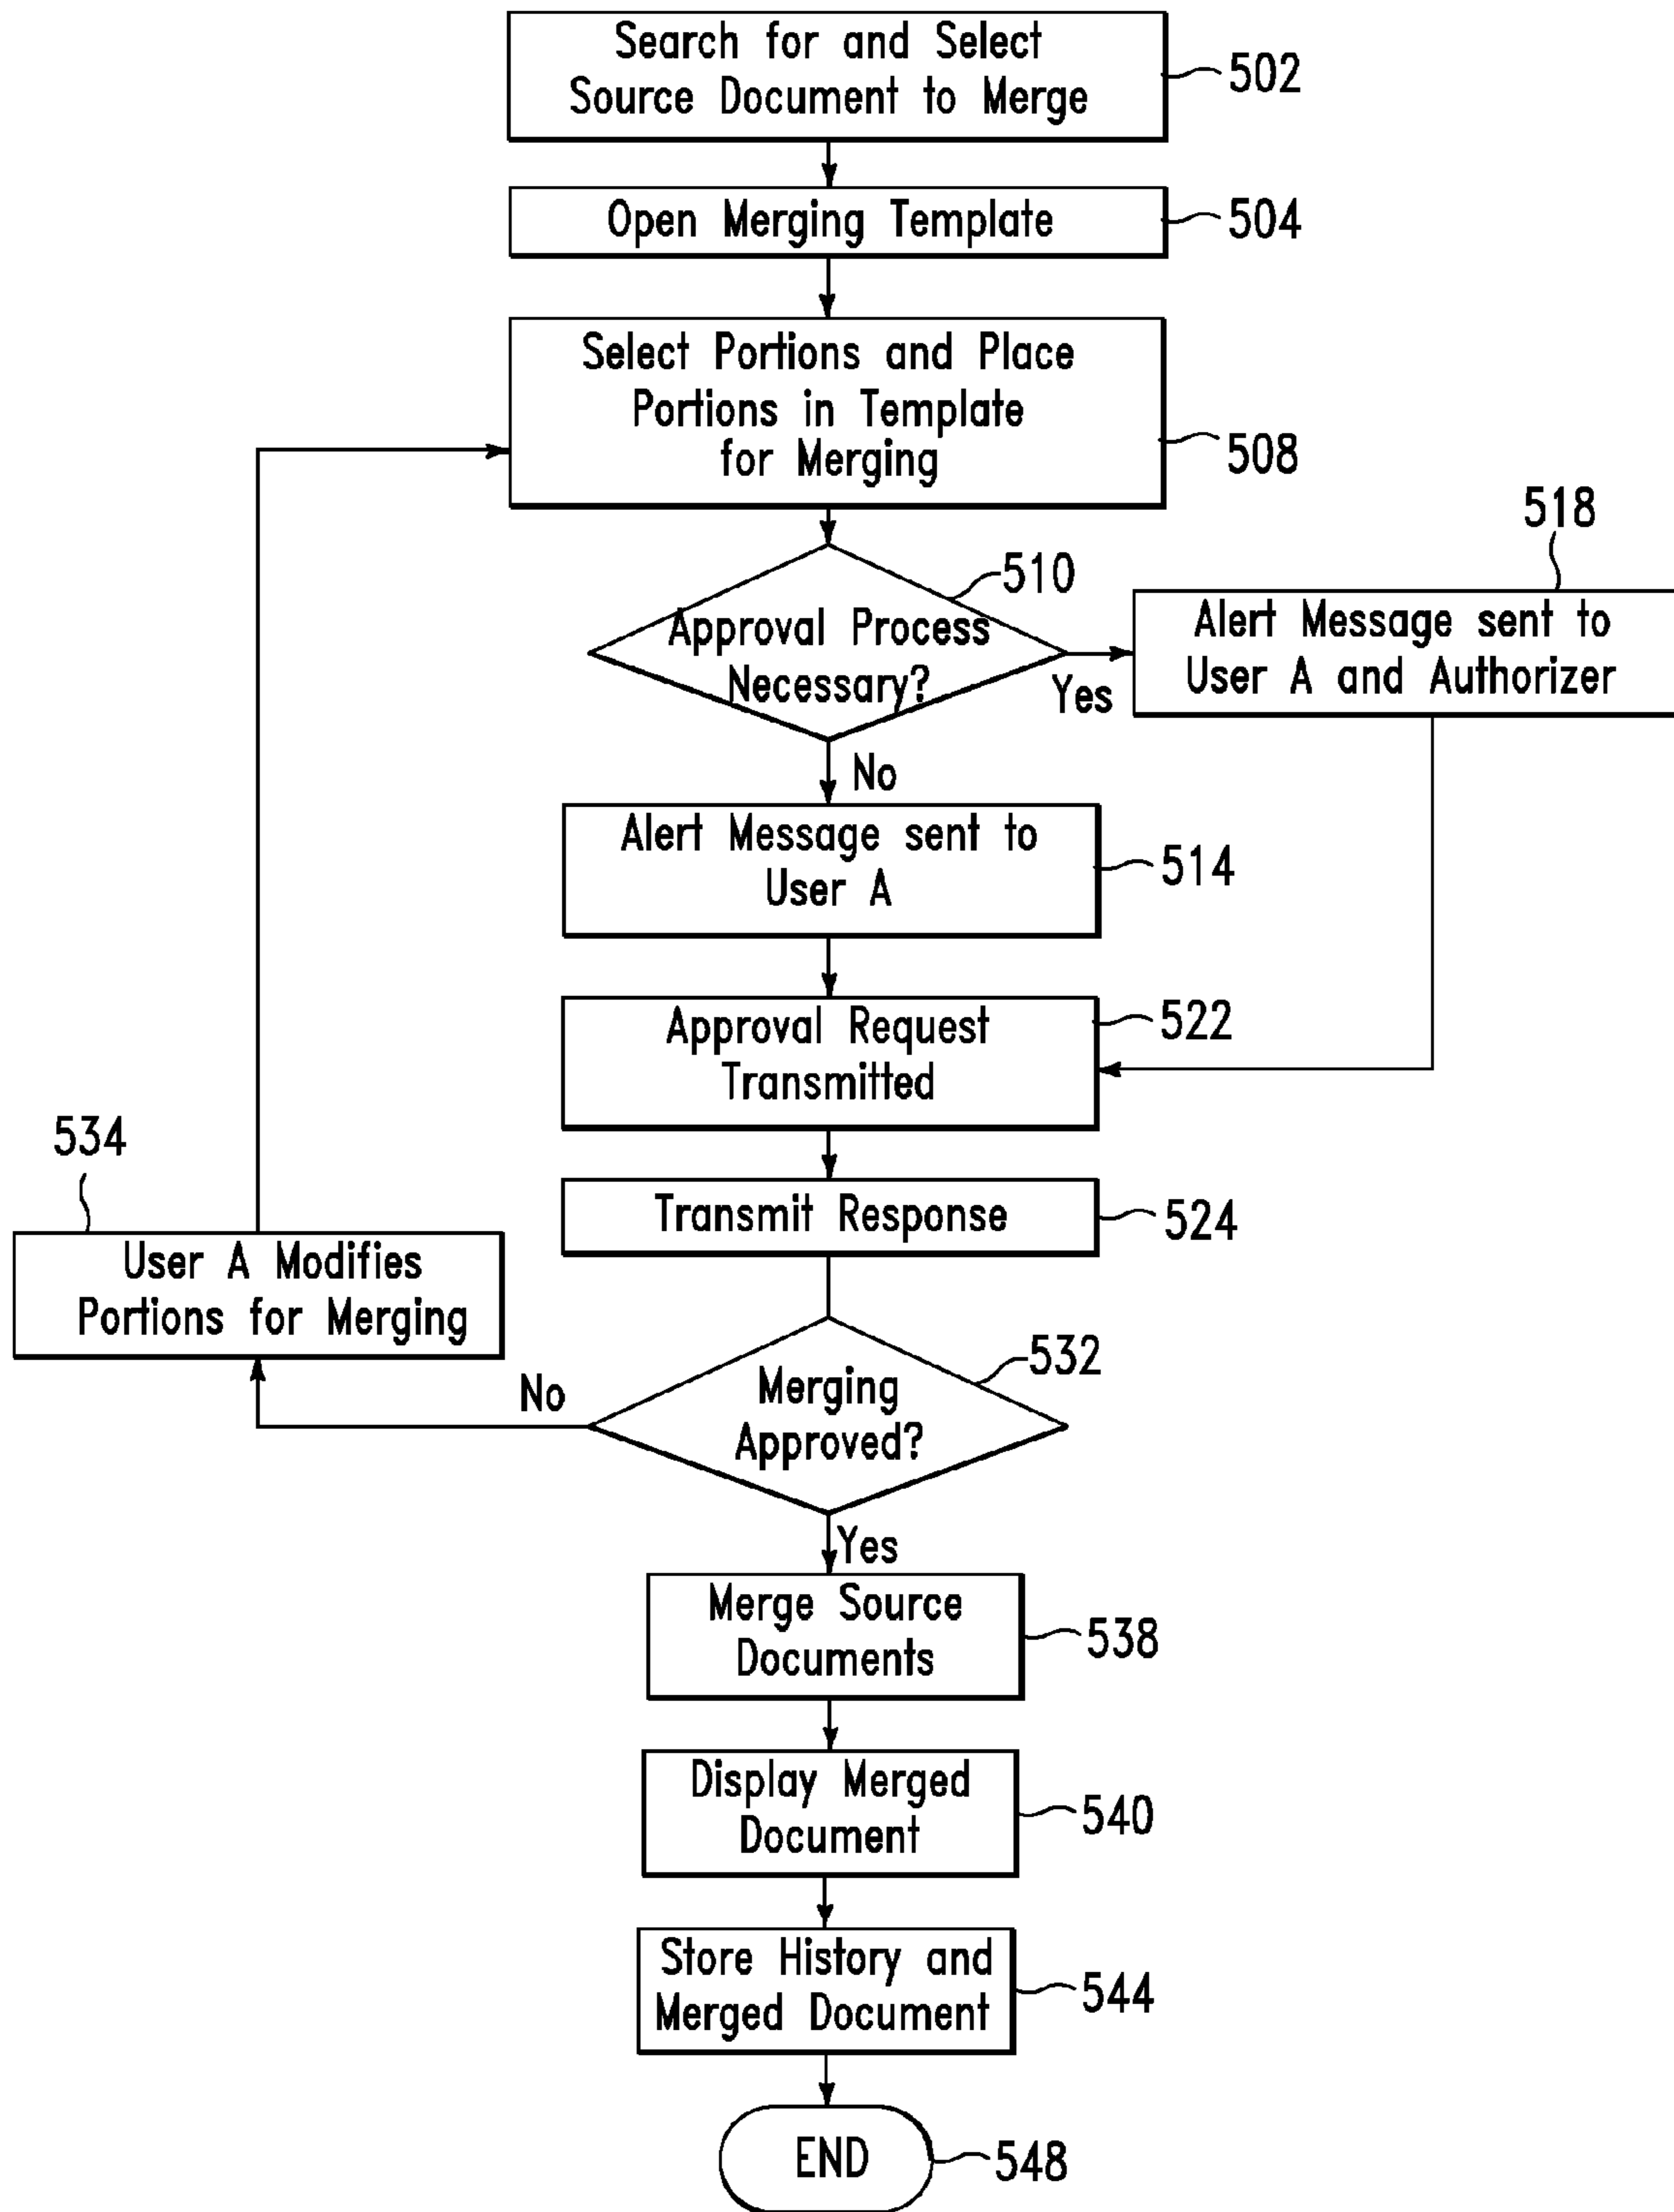 Search for and Select
Source Document to Merge
502
Open Merging Template
504
Select Portions and Place
Portions in Template
for Merging
508
510
Approval Process
Necessary?
Yes
No
518
Alert Message sent to
User A and Authorizer
Alert Message sent to
User A
514
Approval Request
Transmitted
522
Transmit Response
524
534
User A Modifies
Portions for Merging
532
Merging
Approved?
No
Yes
Merge Source
Documents
538
Display Merged
Document
540
Store History and
Merged Document
544
END
548